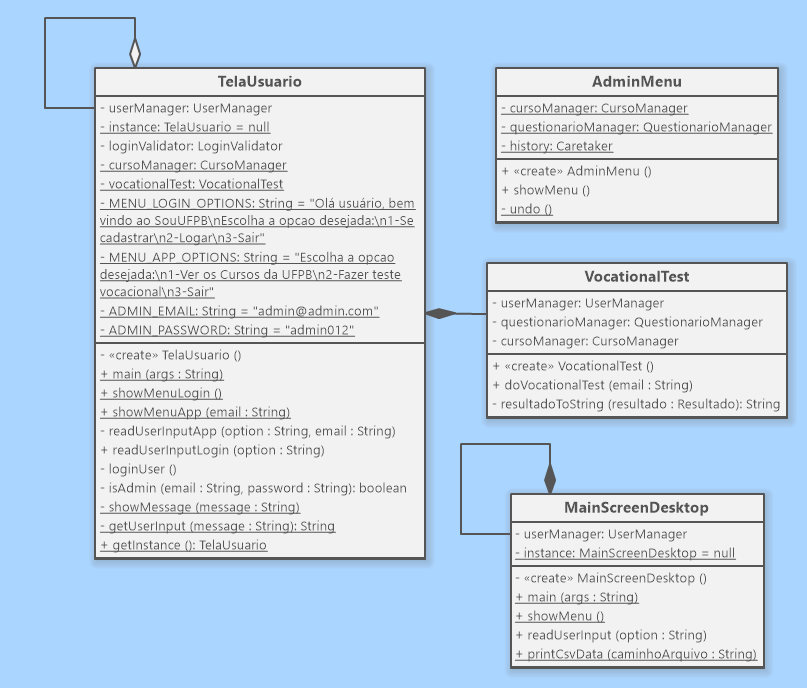 TelaUsuario
- userManager: UserManager
- instance: TelaUsuario = null
- loginValidator: LoginValidator
- cursoManager: CursoManager
- vocationalTest: VocationalTest
- MENU_LOGIN_OPTIONS: String = "Olá usuário, bem
vindo ao SouUFPB\nEscolha a opcao desejada:\n1-Se
cadastrar\n2-Logar\n3-Sair"
- MENU_APP_OPTIONS: String = "Escolha a opcao
desejada:\n1-Ver os Cursos da UFPB\n2-Fazer teste
vocacional\n3-Sair"
- ADMIN_EMAIL: String = "admin@admin.com"
- ADMIN_PASSWORD: String = "admin012"
- «create» TelaUsuario ()
+ main (args : String)
+ showMenuLogin ()
+ showMenuApp (email : String)
- readUserInputApp (option : String, email : String)
+ readUserInputLogin (option : String)
- loginUser ()
- isAdmin (email : String, password : String): boolean
- showMessage (message : String)
- getUserInput (message : String): String
+ getInstance (): TelaUsuario
AdminMenu
- cursoManager: CursoManager
- questionarioManager: QuestionarioManager
- history: Caretaker
+ «create» AdminMenu ()
+ showMenu ()
- undo ()
VocationalTest
- userManager: UserManager
- questionarioManager: QuestionarioManager
- cursoManager: CursoManager
+ «create» VocationalTest ()
+ doVocationalTest (email : String)
- resultadoToString (resultado : Resultado): String
MainScreenDesktop
- userManager: UserManager
- instance: MainScreenDesktop = null
- «create» MainScreenDesktop ()
+ main (args : String)
+ showMenu ()
+ readUserInput (option : String)
+ printCsvData (caminhoArquivo : String)